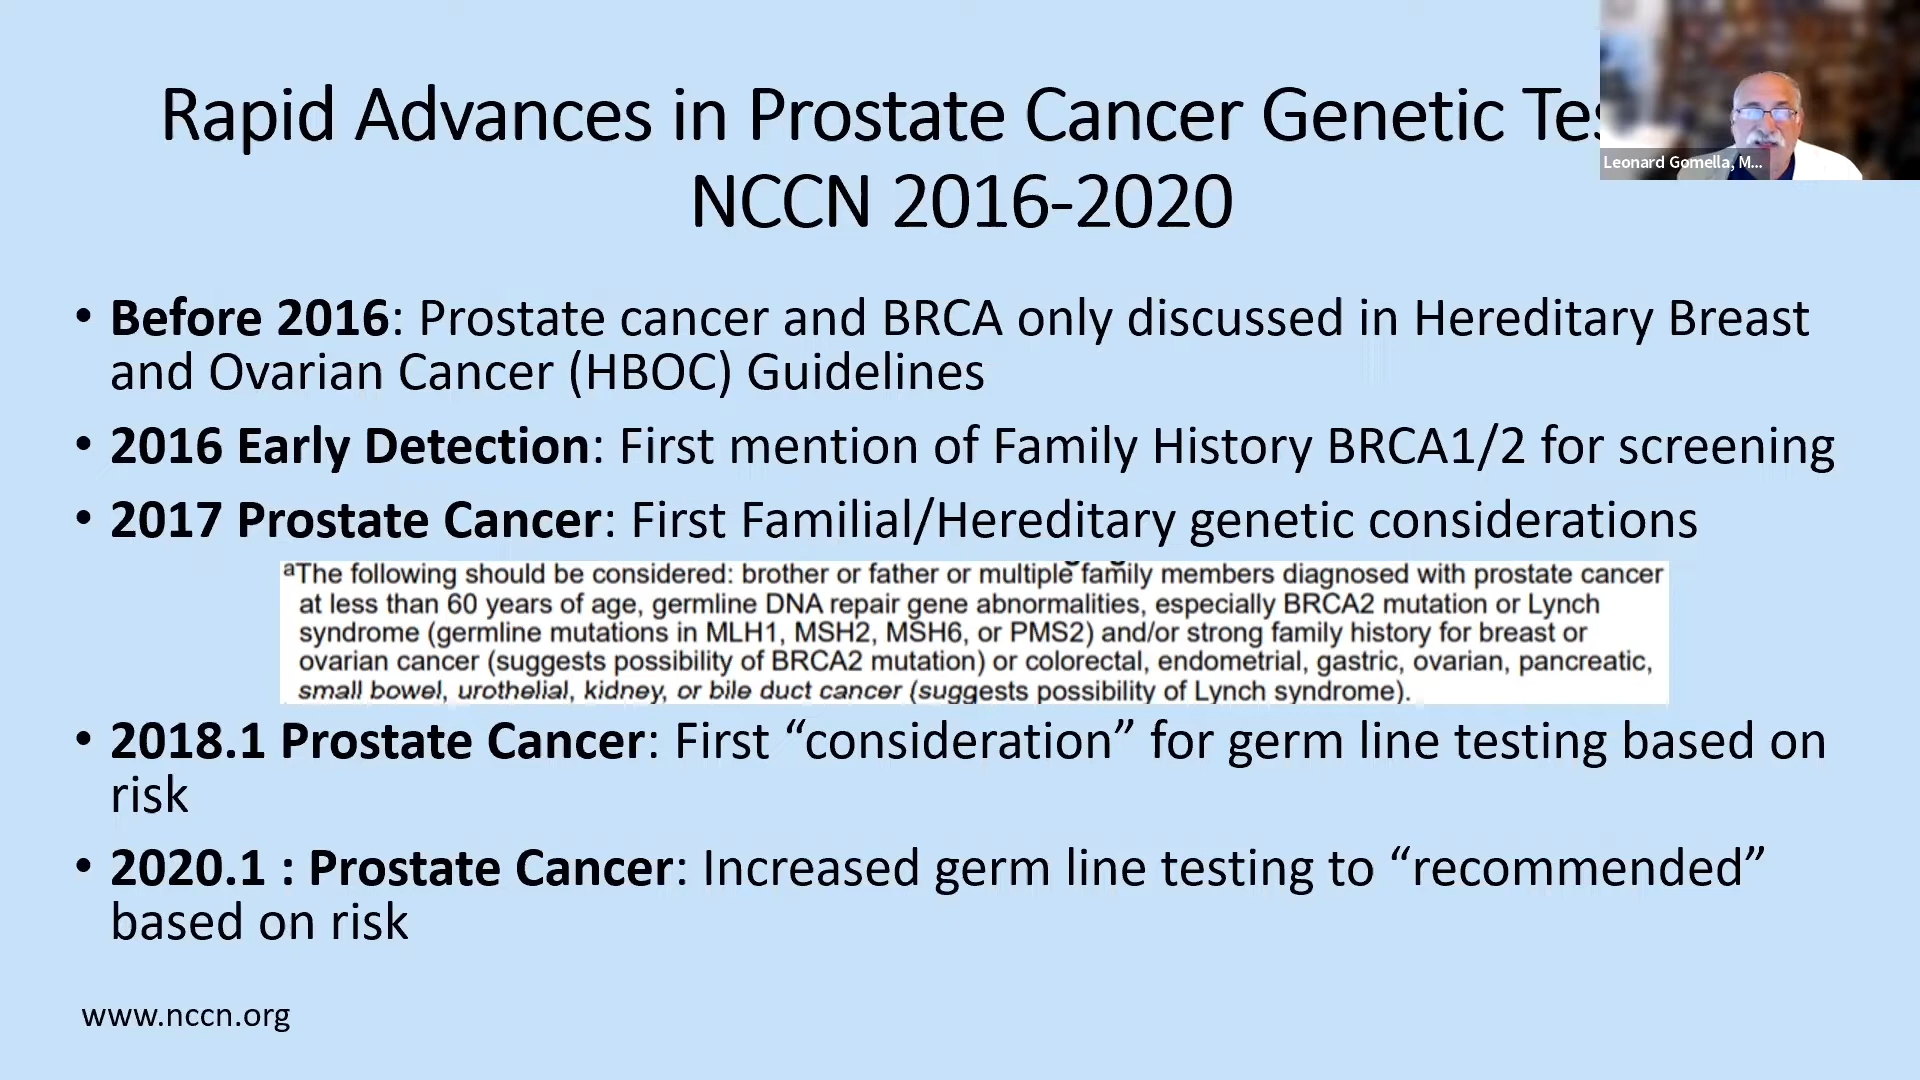 Rapid Advances in Prostate Cancer Genetic Tes
NCCN 2016-2020
Leonard Gomella, M...
• Before 2016: Prostate cancer and BRCA only discussed in Hereditary Breast
and Ovarian Cancer (HBOC) Guidelines
• 2016 Early Detection: First mention of Family History BRCA1/2 for screening
• 2017 Prostate Cancer: First Familial/Hereditary genetic considerations
aThe following should be considered: brother or father or multiple family members diagnosed with prostate cancer
at less than 60 years of age, germline DNA repair gene abnormalities, especially BRCA2 mutation or Lynch
syndrome (germline mutations in MLH1, MSH2, MSH6, or PMS2) and/or strong family history for breast or
ovarian cancer (suggests possibility of BRCA2 mutation) or colorectal, endometrial, gastric, ovarian, pancreatic,
small bowel, urothelial, kidney, or bile duct cancer (suggests possibility of Lynch syndrome).
• 2018.1 Prostate Cancer: First “consideration” for germ line testing based on
risk
• 2020.1 : Prostate Cancer: Increased germ line testing to “recommended”
based on risk
www.nccn.org